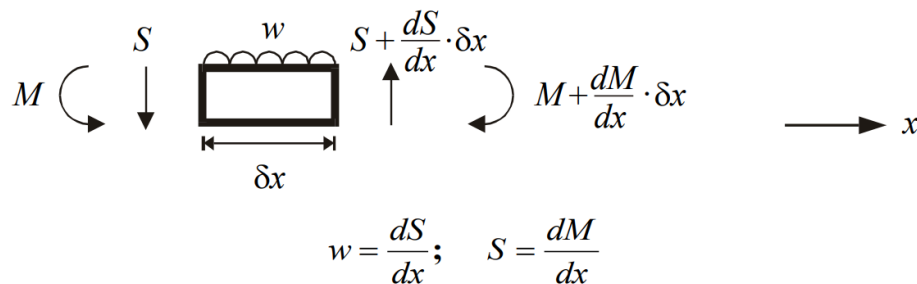 S
w
S + dS/dx · δx
M
M + dM/dx · δx
x
δx
w = dS/dx; S = dM/dx